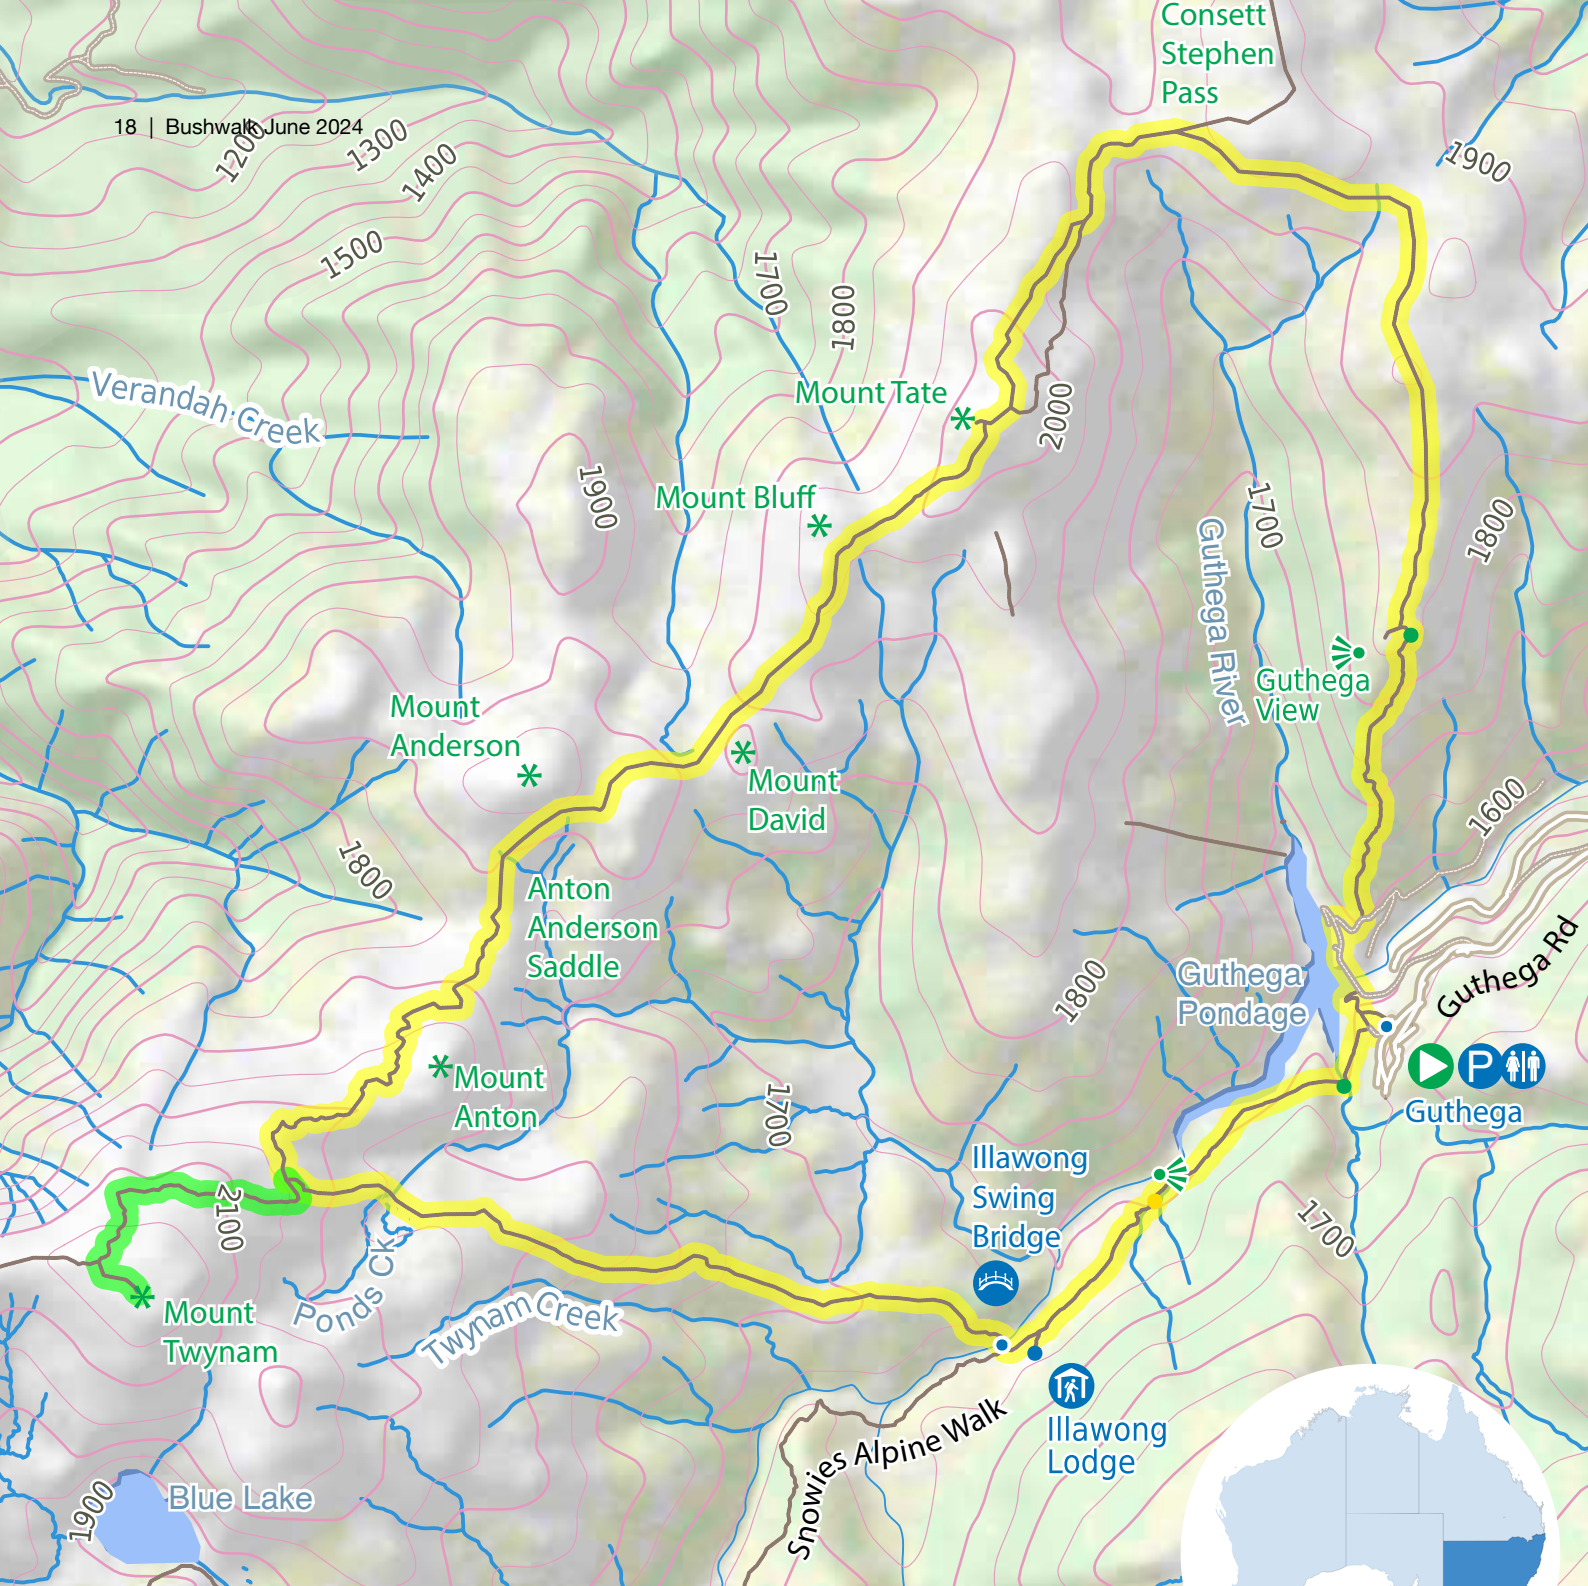 Consett
Stephen
Pass
18 | Bushwalk June 2024
1200
1300
1400
1900
1500
1700
1800
Verandah Creek
Mount Tate
2000
1900
Mount Bluff
1700
1800
Guthega River
Guthega
View
Mount
Anderson
Mount
David
1600
1800
Anton
Anderson
Saddle
Guthega Rd
Guthega
Pondage
1800
Mount
Anton
P
Guthega
1700
Illawong
Swing
Bridge
2100
1700
Ponds Ck
Mount
Twynam
Twynam Creek
Snowies Alpine Walk
Illawong
Lodge
1900
Blue Lake